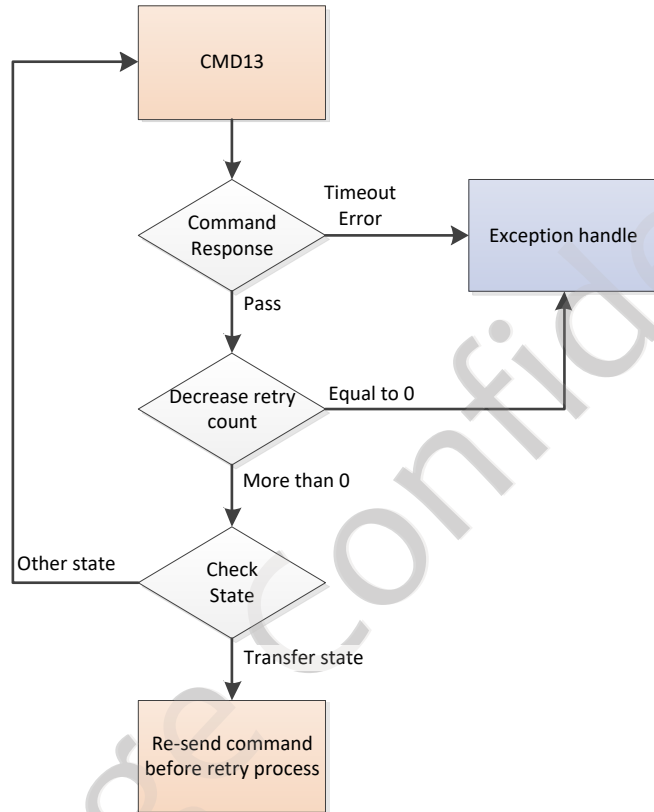 CMD13
Timeout
Error
Command
Response
Exception handle
Pass
Decrease retry
count
Equal to 0
More than 0
Other state
Check
State
Transfer state
Re-send command
before retry process